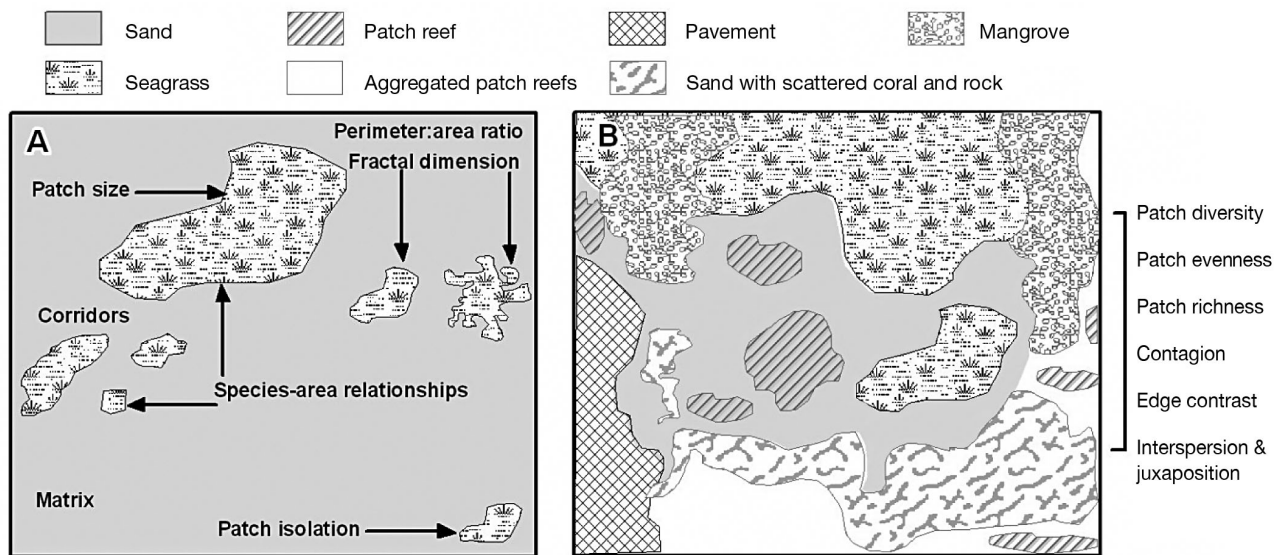 Sand
Patch reef
Pavement
Mangrove
Seagrass
Aggregated patch reefs
Sand with scattered coral and rock
A
Perimeter:area ratio
Fractal dimension
Patch size
Corridors
Species-area relationships
Matrix
Patch isolation
B
Patch diversity
Patch evenness
Patch richness
Contagion
Edge contrast
Interspersion &
juxaposition